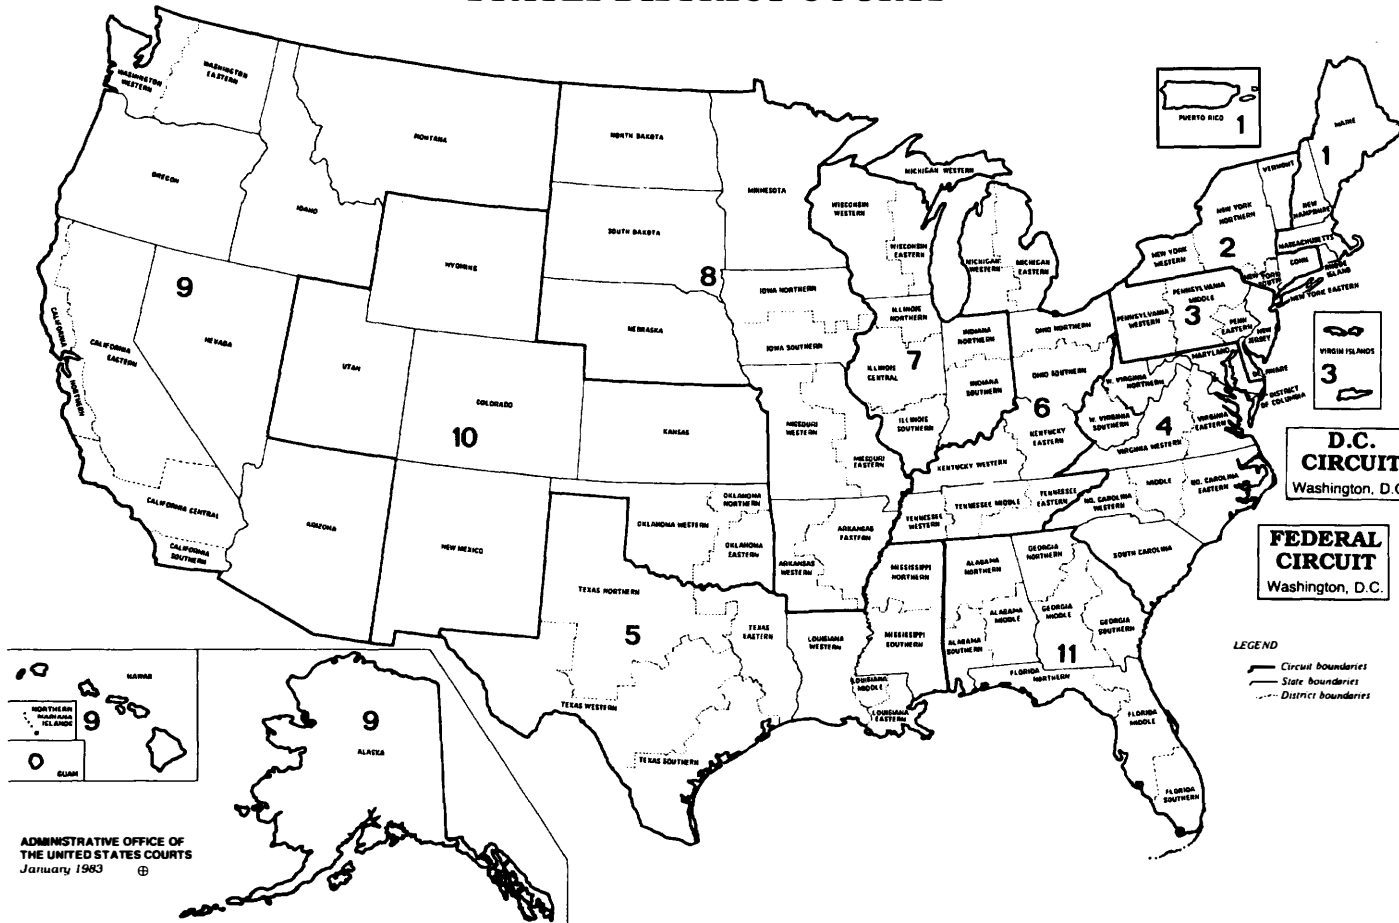 WASHINGTON
WESTERN
WASHINGTON
EASTERN
MONTANA
OREGON
IDAHO
WYOMING
9
NEVADA
CALIFORNIA
NORTHERN
CALIFORNIA
EASTERN
CALIFORNIA CENTRAL
CALIFORNIA
SOUTHERN
UTAH
COLORADO
10
ARIZONA
NEW MEXICO
NORTH DAKOTA
SOUTH DAKOTA
8
NEBRASKA
KANSAS
MINNESOTA
IOWA NORTHERN
IOWA SOUTHERN
MISSOURI
WESTERN
MISSOURI
EASTERN
OKLAHOMA
NORTHERN
OKLAHOMA WESTERN
OKLAHOMA
EASTERN
ARKANSAS
EASTERN
ARKANSAS
WESTERN
TEXAS NORTHERN
5
TEXAS
EASTERN
TEXAS WESTERN
TEXAS SOUTHERN
LOUISIANA
WESTERN
LOUISIANA
MIDDLE
LOUISIANA
EASTERN
MISSISSIPPI
NORTHERN
MISSISSIPPI
SOUTHERN
WISCONSIN
WESTERN
WISCONSIN
EASTERN
MICHIGAN WESTERN
MICHIGAN
WESTERN
MICHIGAN
EASTERN
ILLINOIS
NORTHERN
7
ILLINOIS
CENTRAL
ILLINOIS
SOUTHERN
INDIANA
NORTHERN
INDIANA
SOUTHERN
OHIO NORTHERN
OHIO SOUTHERN
6
KENTUCKY
EASTERN
KENTUCKY WESTERN
TENNESSEE
WESTERN
TENNESSEE MIDDLE
TENNESSEE
EASTERN
ALABAMA
NORTHERN
ALABAMA
MIDDLE
ALABAMA
SOUTHERN
GEORGIA
NORTHERN
GEORGIA
MIDDLE
GEORGIA
SOUTHERN
11
FLORIDA
NORTHERN
FLORIDA
MIDDLE
FLORIDA
SOUTHERN
SOUTH CAROLINA
NO. CAROLINA
WESTERN
MIDDLE
NO. CAROLINA
EASTERN
4
VIRGINIA WESTERN
VIRGINIA
EASTERN
W. VIRGINIA
NORTHERN
W. VIRGINIA
SOUTHERN
MARYLAND
DELAWARE
DISTRICT
OF COLUMBIA
PENNSYLVANIA
WESTERN
PENNSYLVANIA
MIDDLE
3
PENN
EASTERN
NEW
JERSEY
NEW YORK
WESTERN
NEW YORK
NORTHERN
2
NEW YORK
SOUTH
NEW YORK EASTERN
CONN
RHODE
ISLAND
MASSACHUSETTS
VERMONT
NEW
HAMPSHIRE
1
MAINE
PUERTO RICO
1
VIRGIN ISLANDS
3
D.C.
CIRCUIT
Washington, D.C
FEDERAL
CIRCUIT
Washington, D.C.
LEGEND
Circuit boundaries
State boundaries
District boundaries
HAWAII
NORTHERN
MARIANA
ISLANDS
9
GUAM
9
ALASKA
ADMINISTRATIVE OFFICE OF
THE UNITED STATES COURTS
January 1983